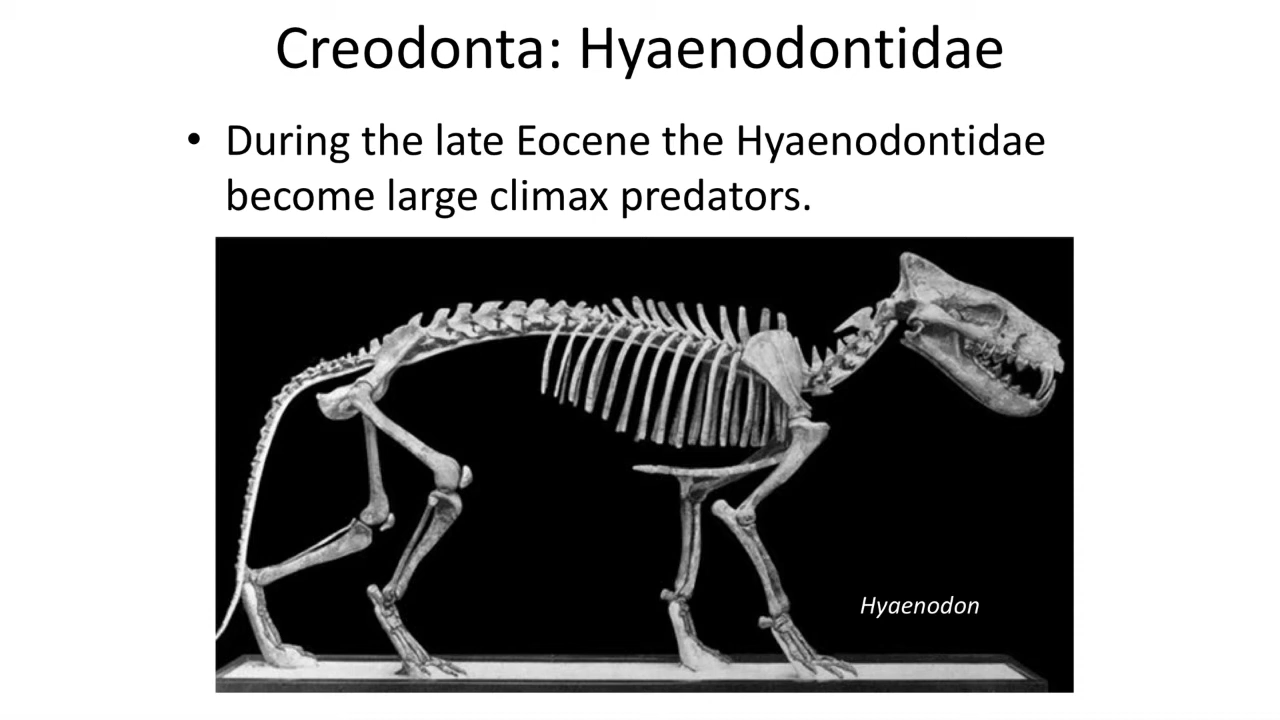 Creodonta: Hyaenodontidae
• During the late Eocene the Hyaenodontidae
become large climax predators.
Hyaenodon